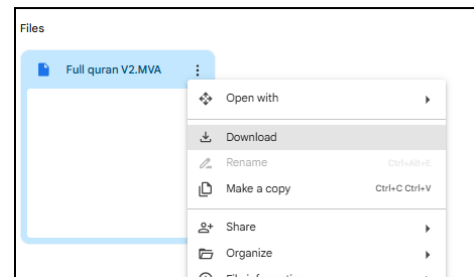 Files
Full quran V2.MVA
Open with
Download
Rename Ctrl+Alt+E
Make a copy Ctrl+C Ctrl+V
Share
Organize